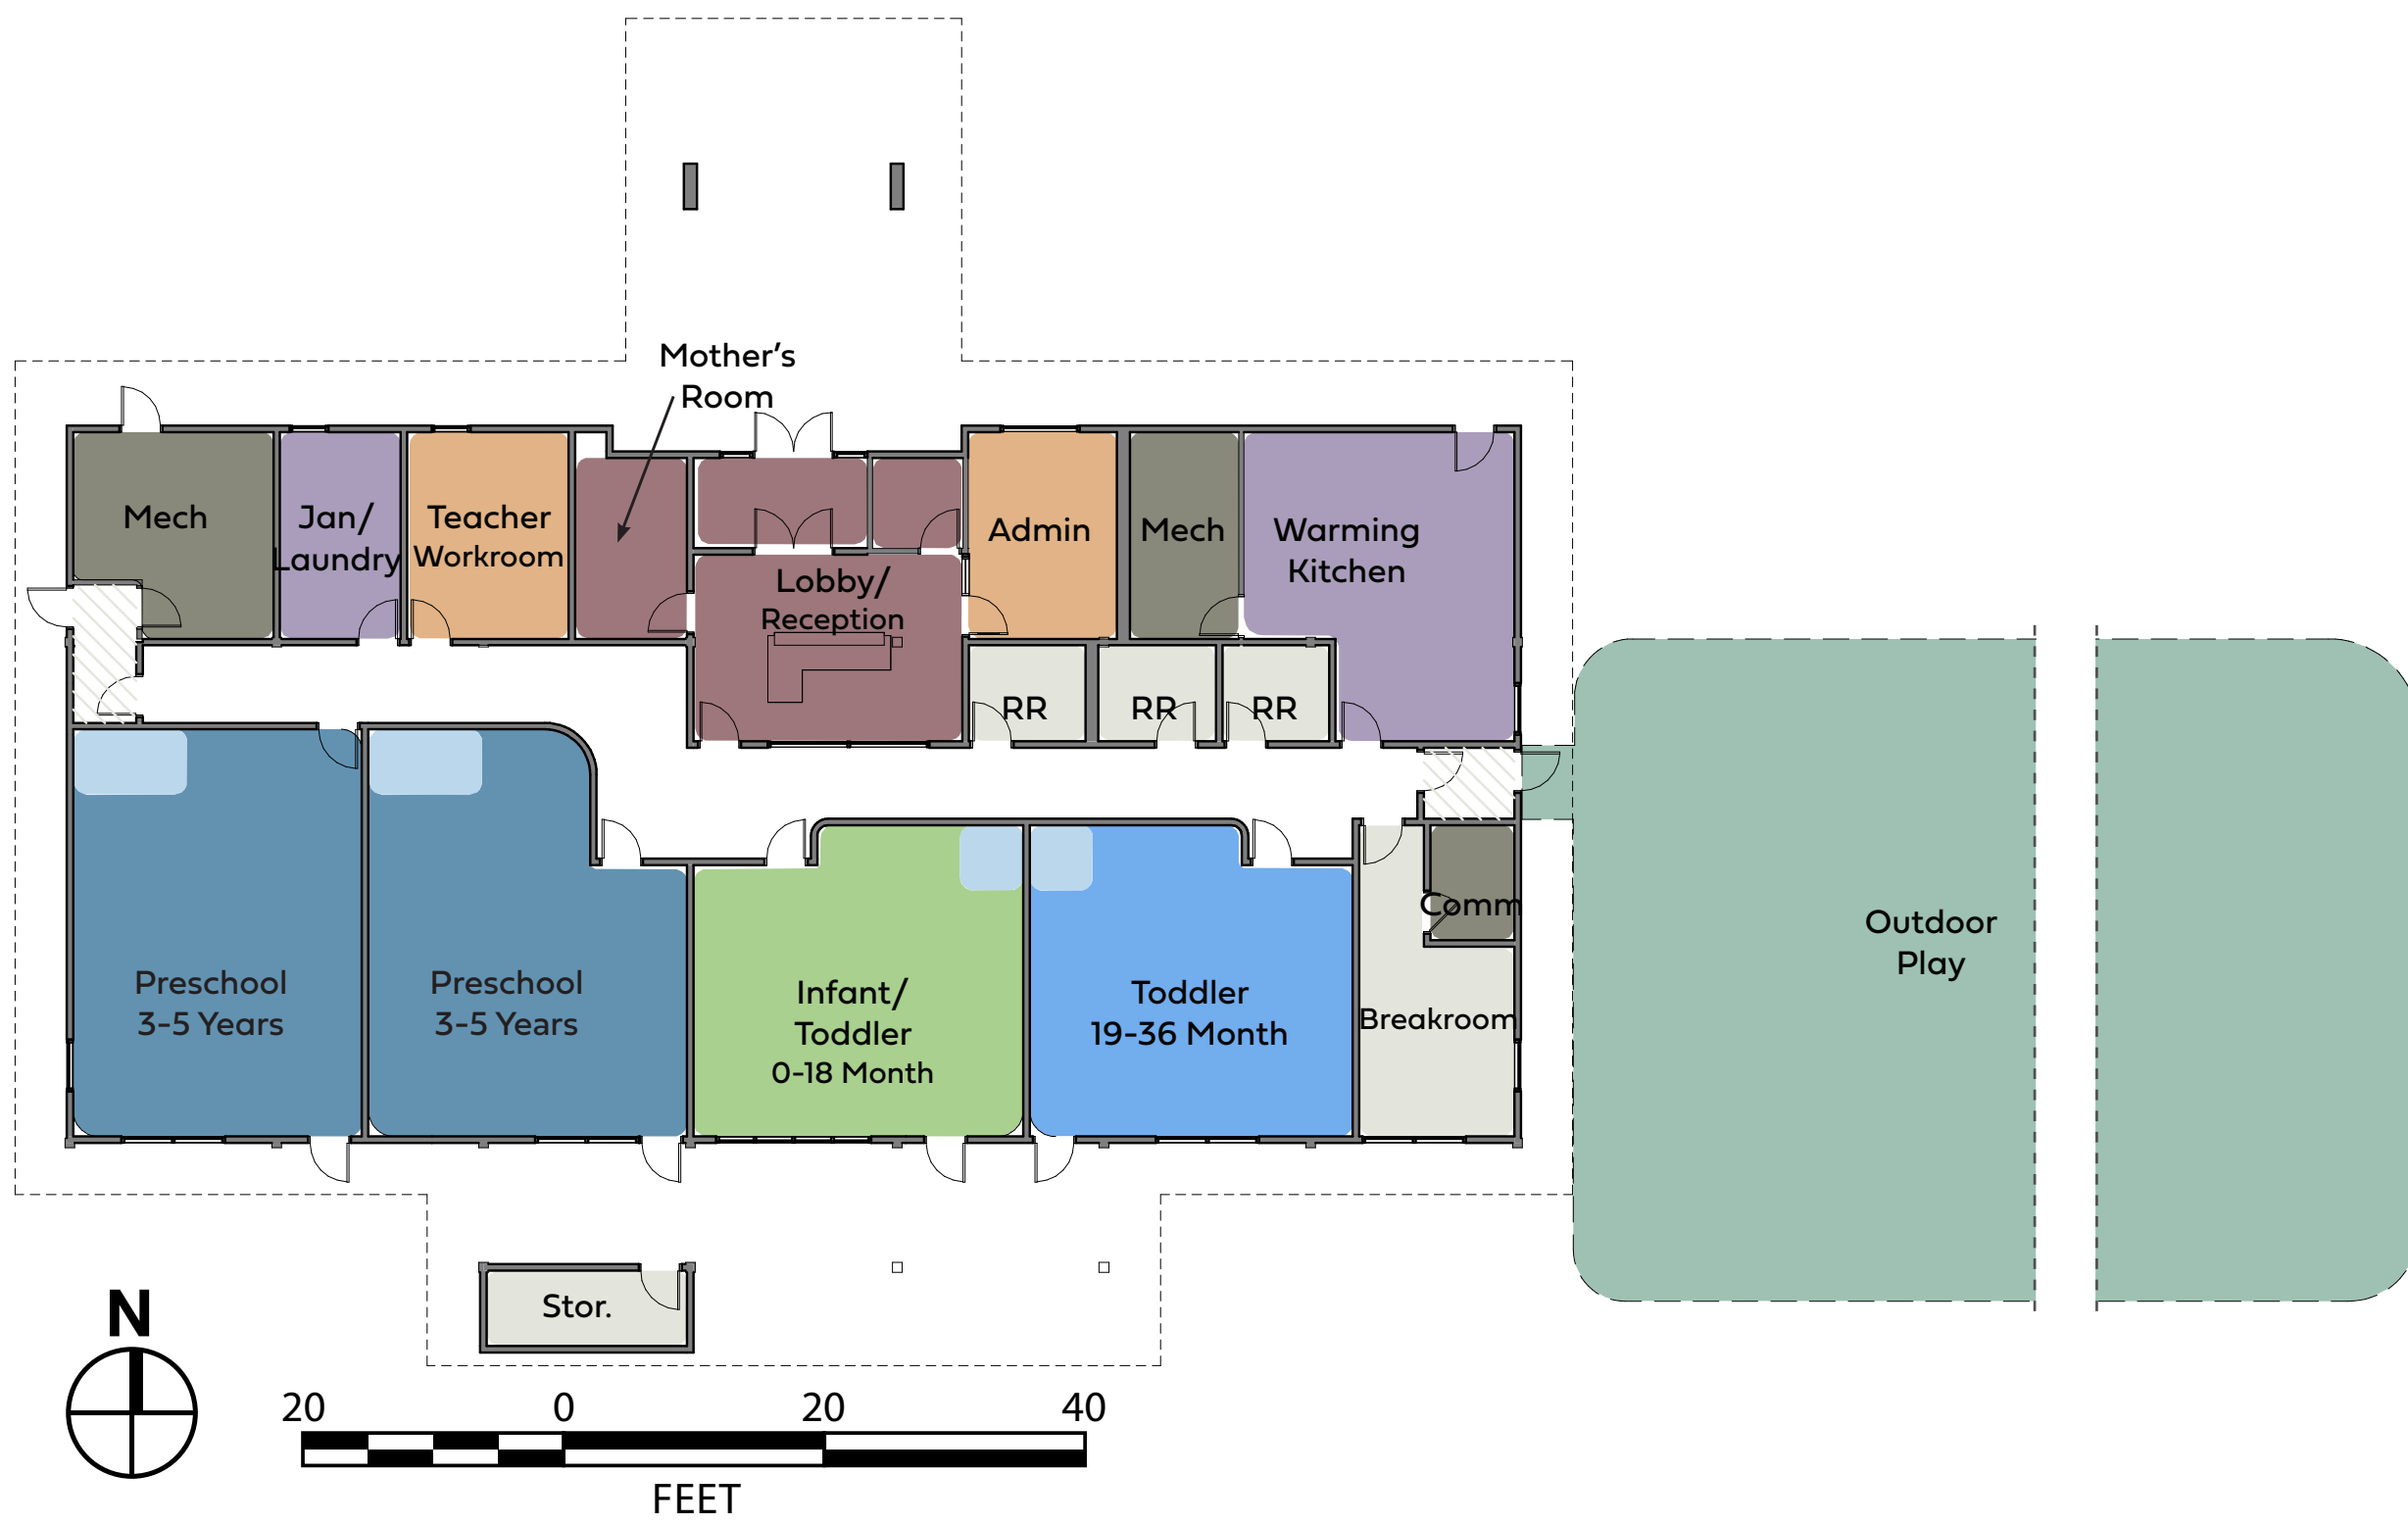 Mother’s
Room
Mech
Jan/
Laundry
Teacher
Workroom
Lobby/
Reception
Admin
Mech
Warming
Kitchen
RR
RR
RR
Comm
Outdoor
Play
Preschool
3-5 Years
Preschool
3-5 Years
Infant/
Toddler
0-18 Month
Toddler
19-36 Month
Breakroom
Stor.
N
20 0 20 40
FEET